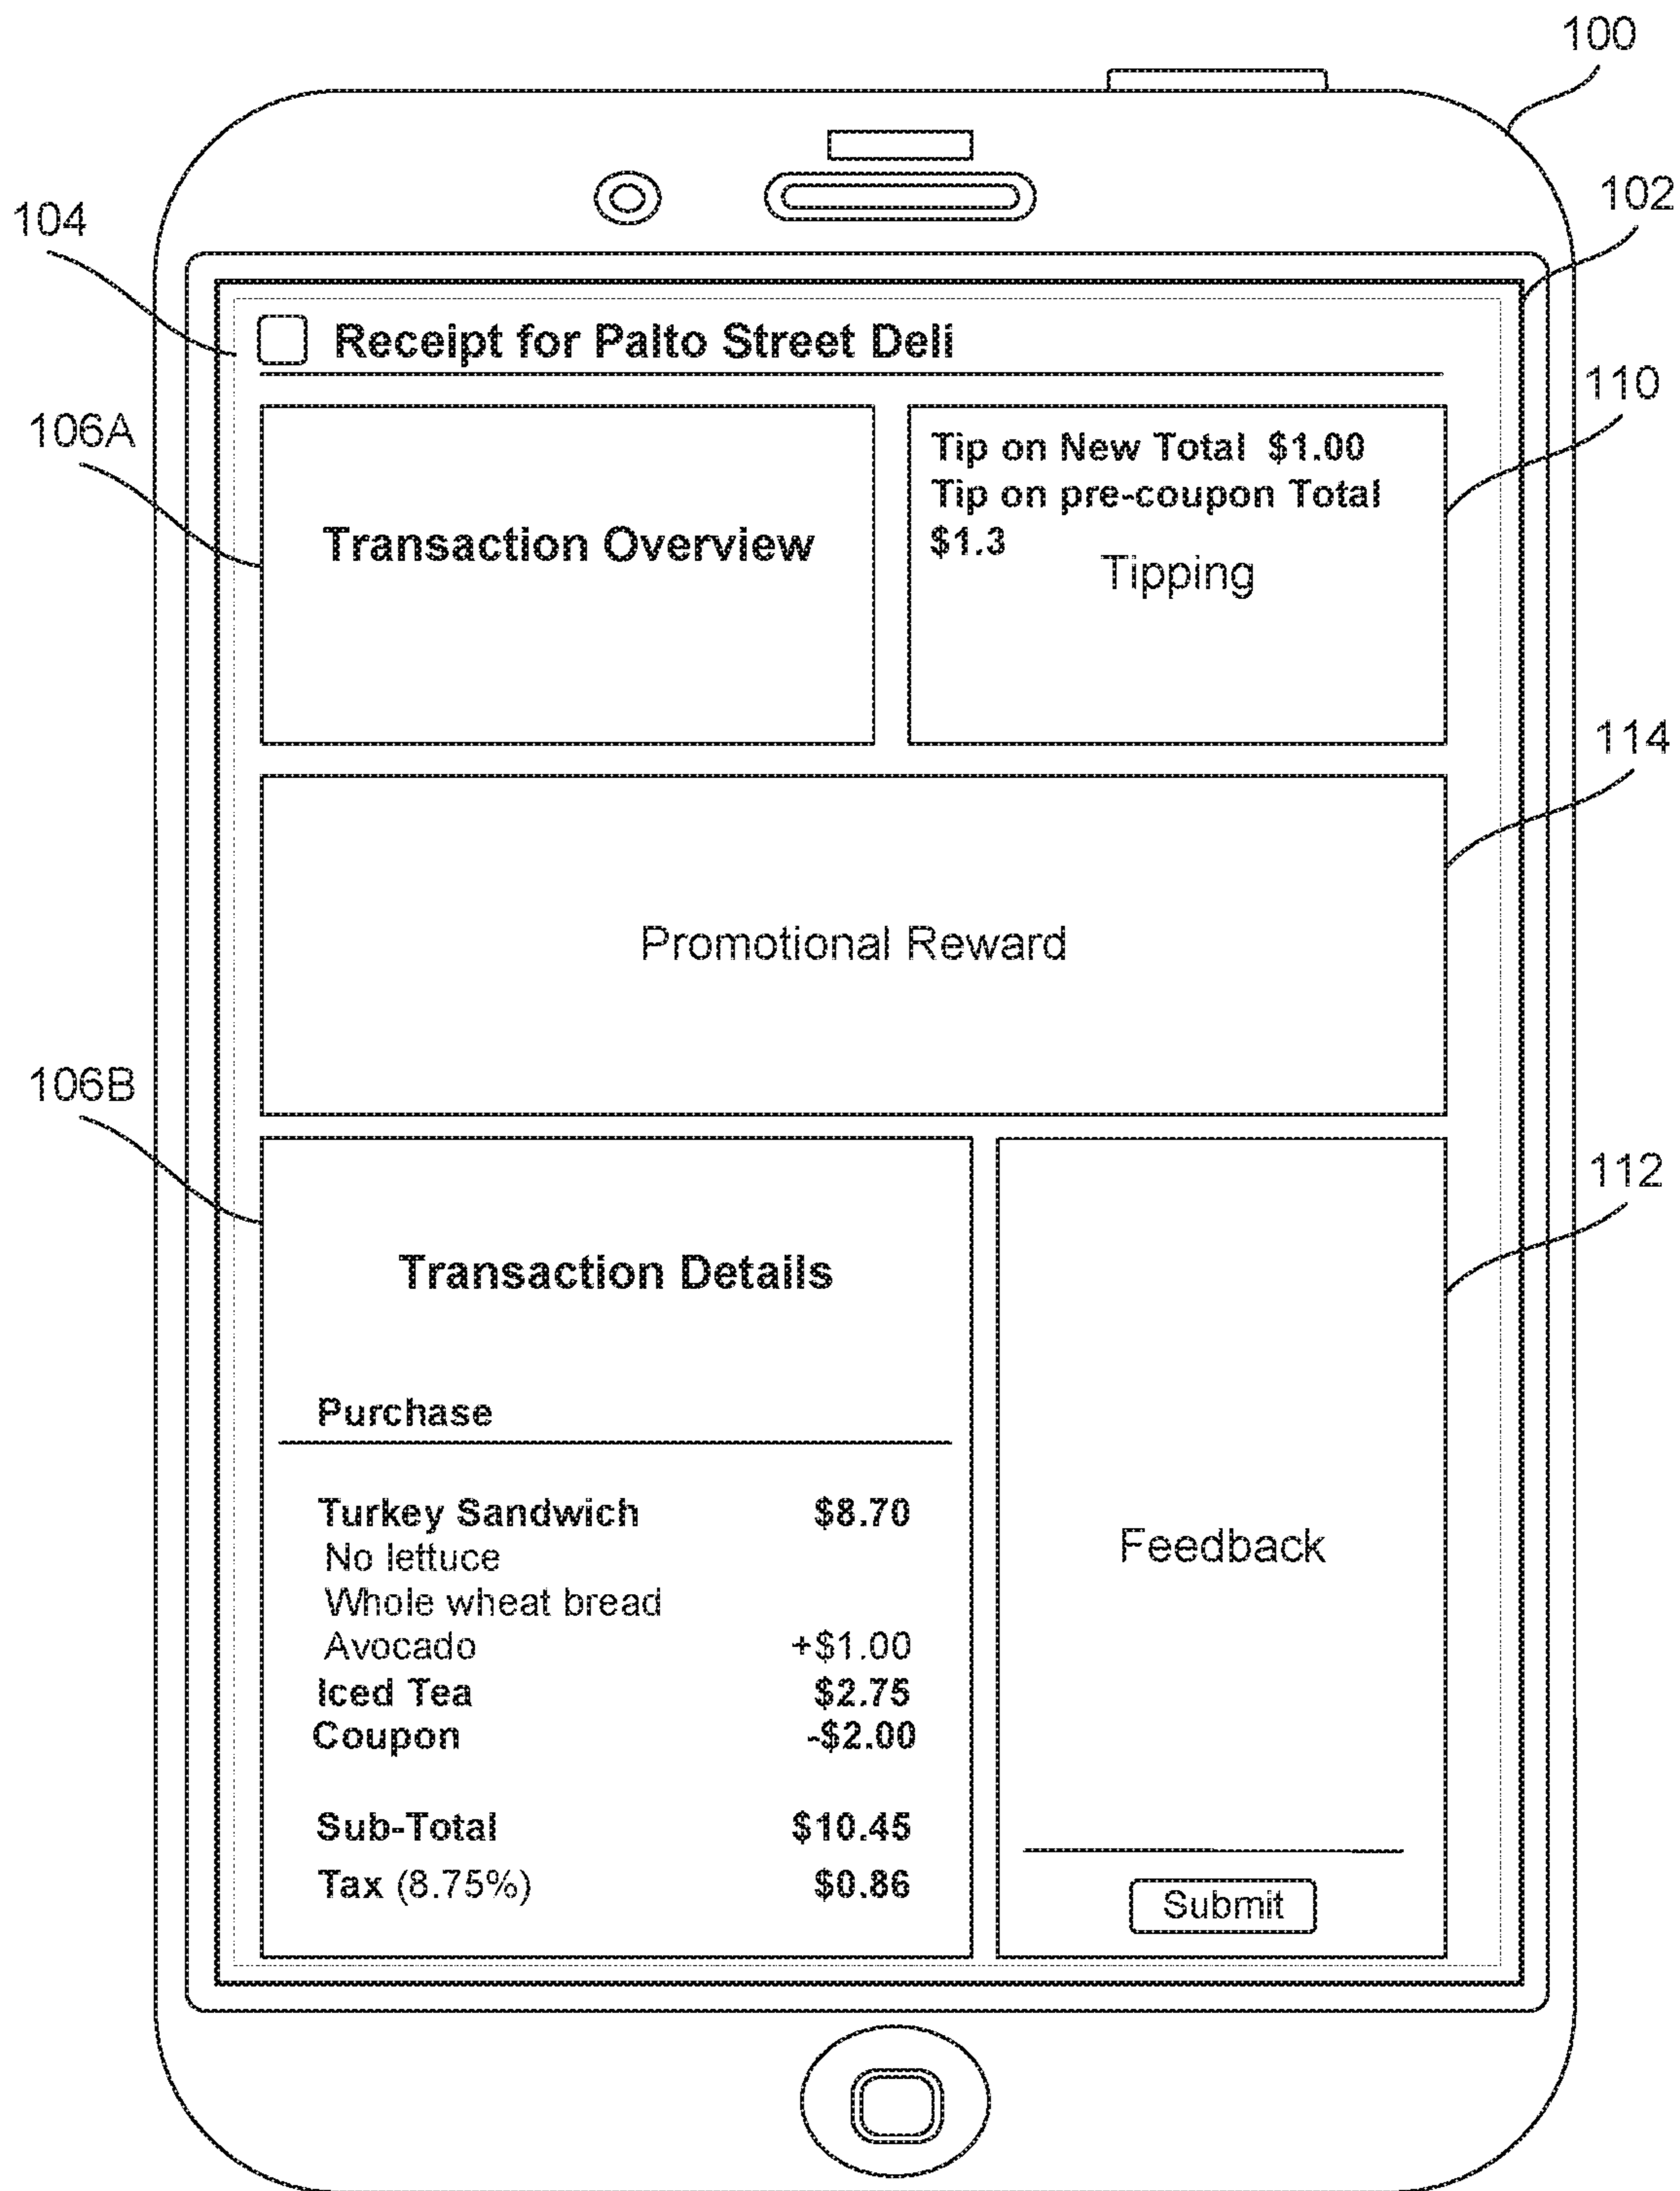 100
102
104
Receipt for Palto Street Deli
110
106A
Tip on New Total $1.00
Tip on pre-coupon Total
$1.3
Transaction Overview
Tipping
114
Promotional Reward
106B
112
Transaction Details
Purchase
Turkey Sandwich $8.70
No lettuce
Whole wheat bread
Avocado +$1.00
Iced Tea $2.75
Coupon -$2.00
Sub-Total $10.45
Tax (8.75%) $0.86
Feedback
Submit